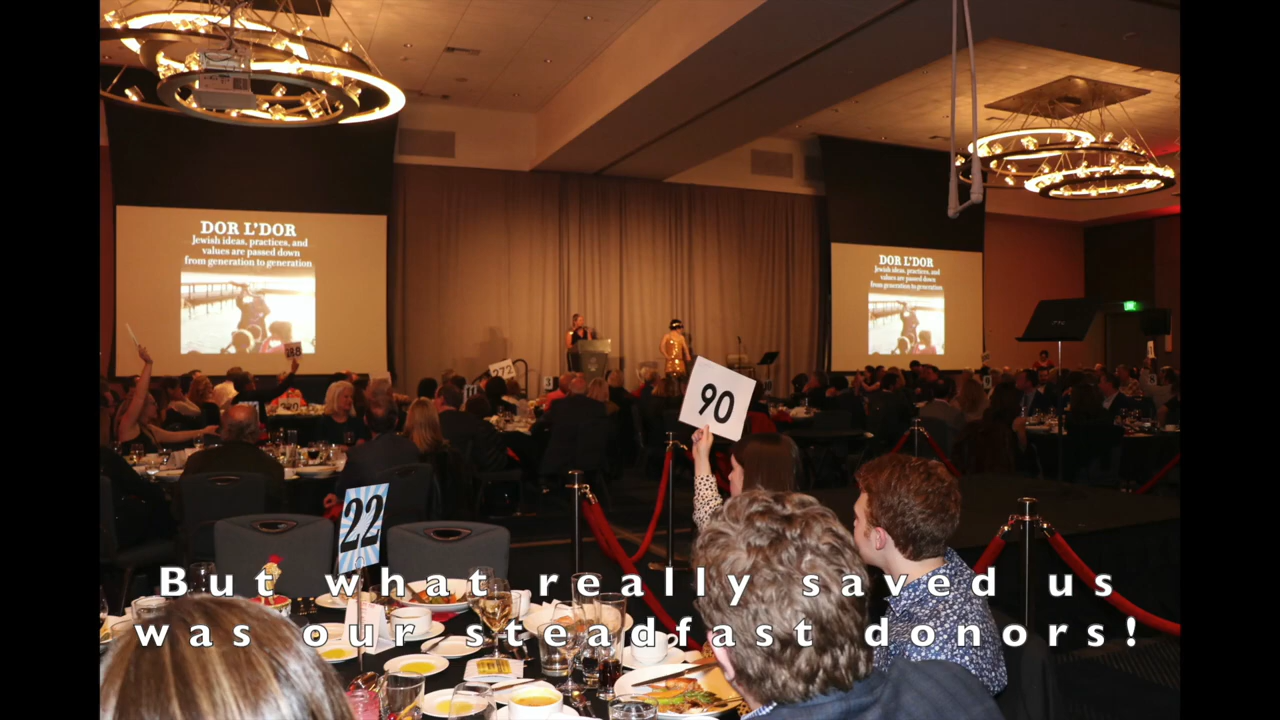 DOR L'DOR
Jewish ideas, practices, and
values are passed down
from generation to generation
DOR L'DOR
Jewish ideas, practices, and
values are passed down
from generation to generation
288
272
90
22
But what really saved us
was our steadfast donors!